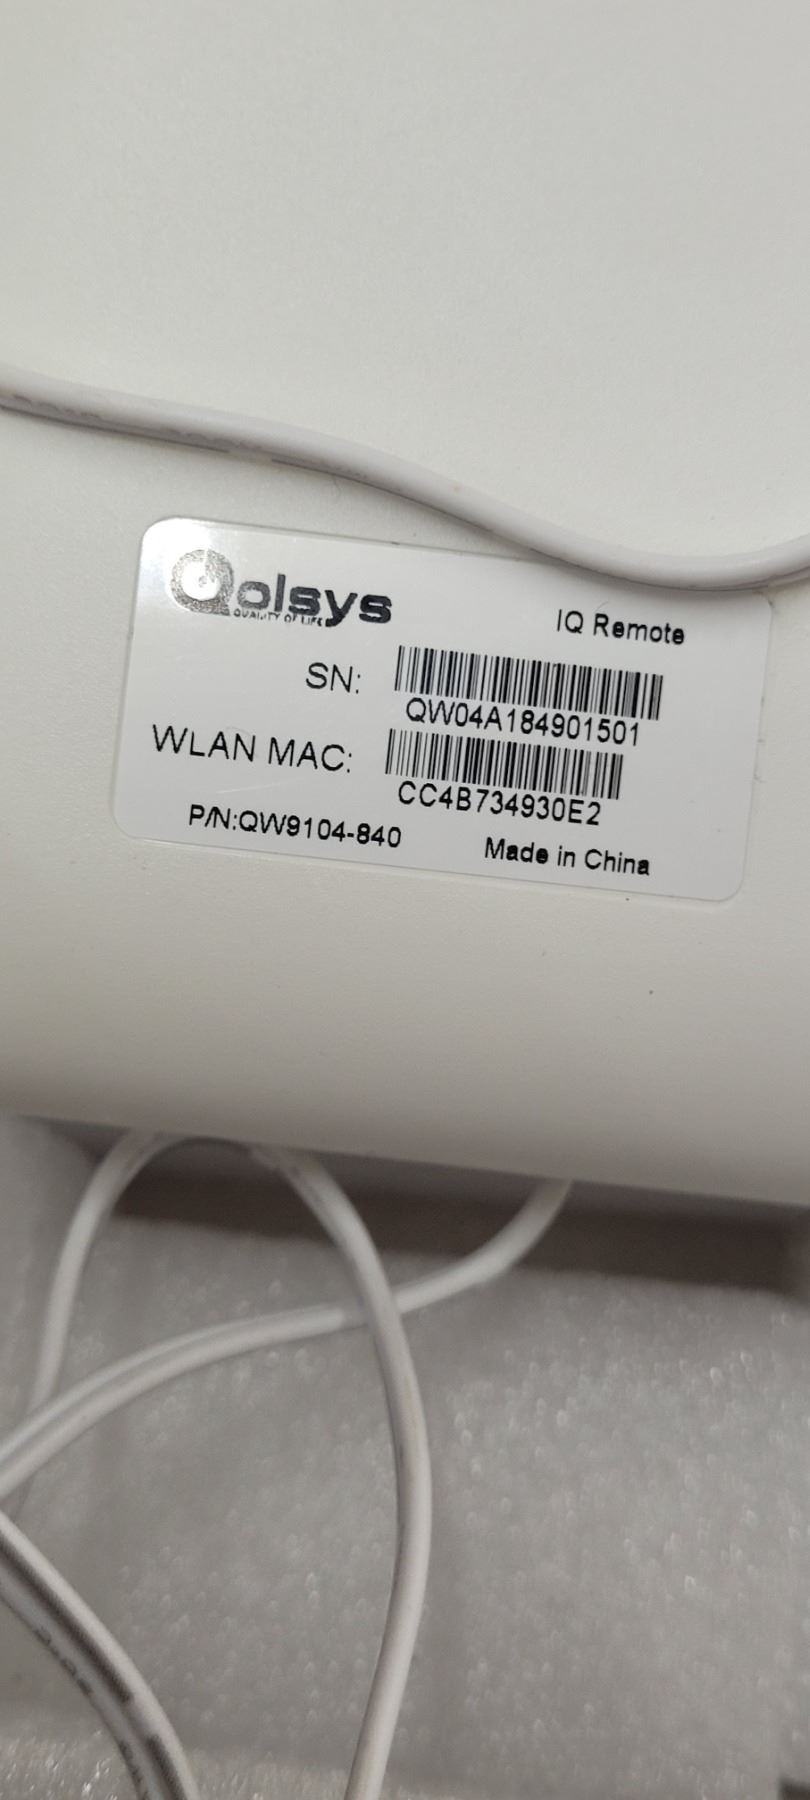 Qolsys
QUALITY OF LIFE
IQ Remote
SN:
QW04A184901501
WLAN MAC:
CC4B734930E2
P/N:QW9104-840
Made in China